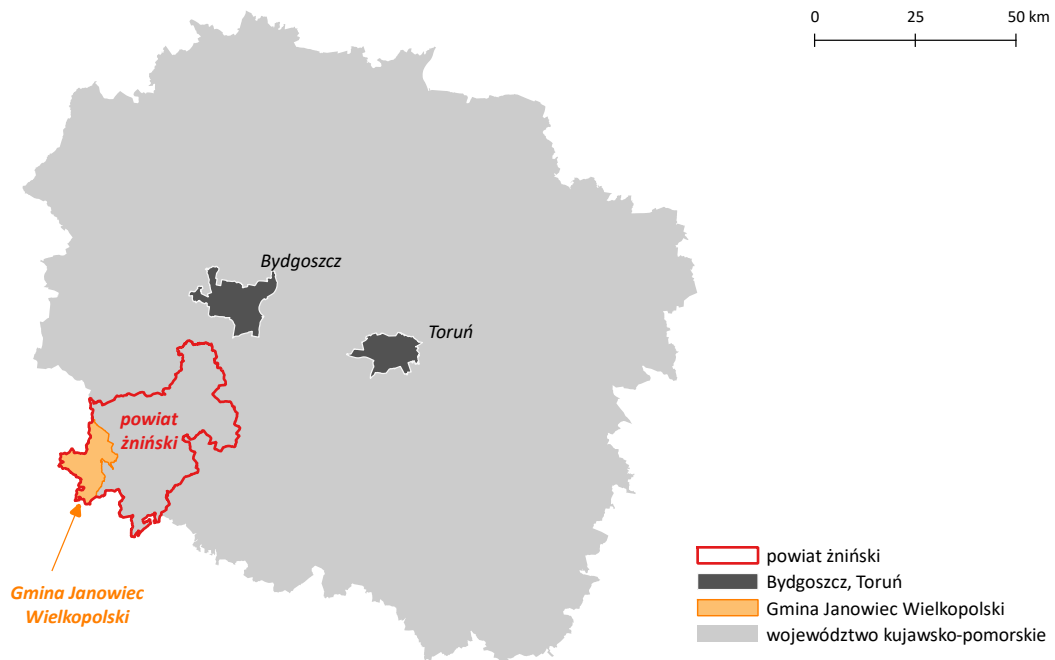 0 25 50 km
Bydgoszcz
Toruń
powiat
żniński
Gmina Janowiec
Wielkopolski
powiat żniński
Bydgoszcz, Toruń
Gmina Janowiec Wielkopolski
województwo kujawsko-pomorskie